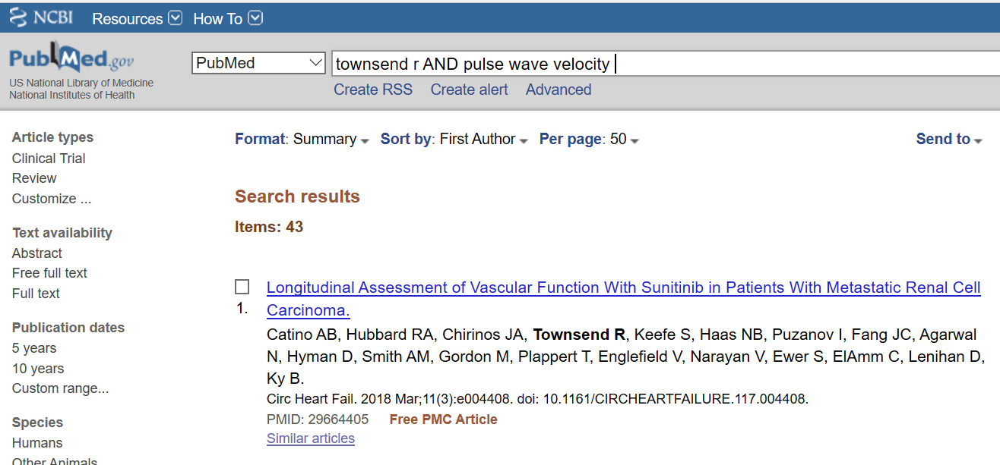 NCBI Resources How To
PubMed.gov
US National Library of Medicine
National Institutes of Health
PubMed
townsend r AND pulse wave velocity
Create RSS Create alert Advanced
Article types
Clinical Trial
Review
Customize ...
Text availability
Abstract
Free full text
Full text
Publication dates
5 years
10 years
Custom range...
Species
Humans
Other Animals
Format: Summary Sort by: First Author Per page: 50 Send to
Search results
Items: 43
1.
Longitudinal Assessment of Vascular Function With Sunitinib in Patients With Metastatic Renal Cell
Carcinoma.
Catino AB, Hubbard RA, Chirinos JA, Townsend R, Keefe S, Haas NB, Puzanov I, Fang JC, Agarwal
N, Hyman D, Smith AM, Gordon M, Plappert T, Englefield V, Narayan V, Ewer S, ElAmm C, Lenihan D,
Ky B.
Circ Heart Fail. 2018 Mar;11(3):e004408. doi: 10.1161/CIRCHEARTFAILURE.117.004408.
PMID: 29664405 Free PMC Article
Similar articles